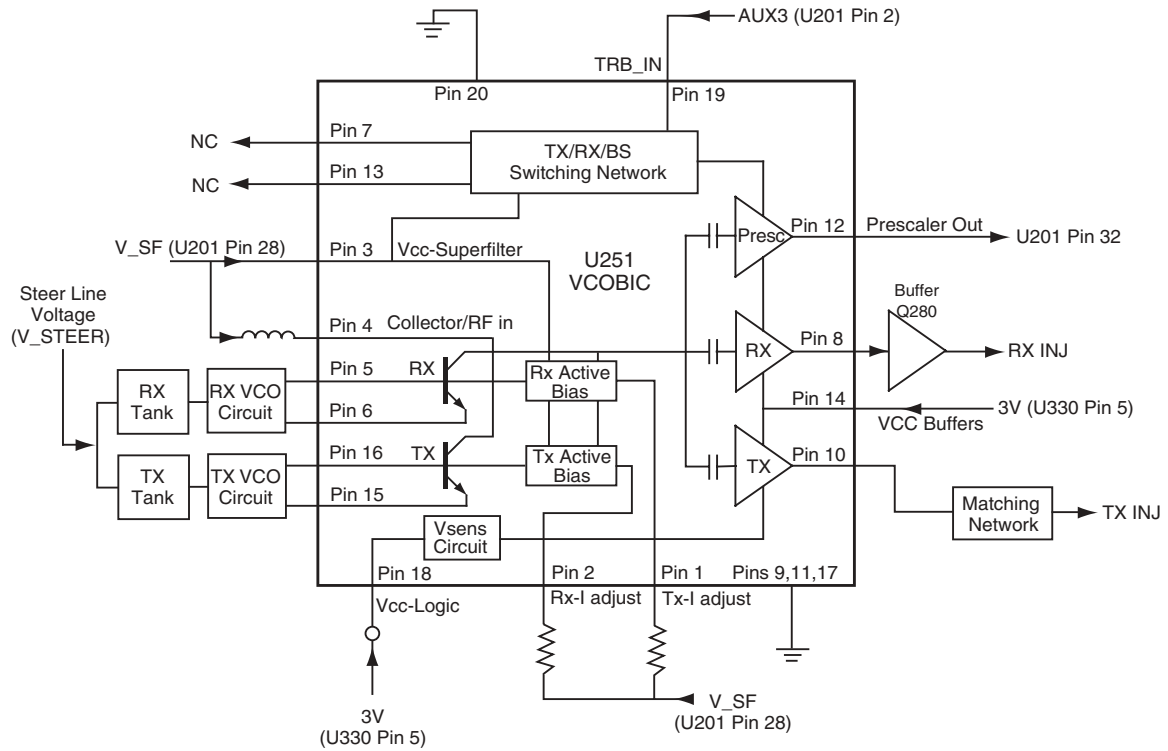 AUX3 (U201 Pin 2)
TRB_IN
Pin 20
Pin 19
NC
Pin 7
TX/RX/BS
Switching Network
NC
Pin 13
Presc
Pin 12
Prescaler Out
U201 Pin 32
V_SF (U201 Pin 28)
Pin 3
Vcc-Superfilter
U251
VCOBIC
Steer Line
Voltage
(V_STEER)
Buffer
Q280
Pin 4
Collector/RF in
RX
Pin 8
RX INJ
RX
Tank
RX VCO
Circuit
Pin 5
RX
Rx Active
Bias
Pin 6
Pin 14
VCC Buffers
3V (U330 Pin 5)
TX
Tank
TX VCO
Circuit
Pin 16
TX
Tx Active
Bias
TX
Pin 10
Pin 15
Matching
Network
TX INJ
Vsens
Circuit
Pin 18
Pin 2
Pin 1
Pins 9,11,17
Vcc-Logic
Rx-I adjust
Tx-I adjust
3V
(U330 Pin 5)
V_SF
(U201 Pin 28)